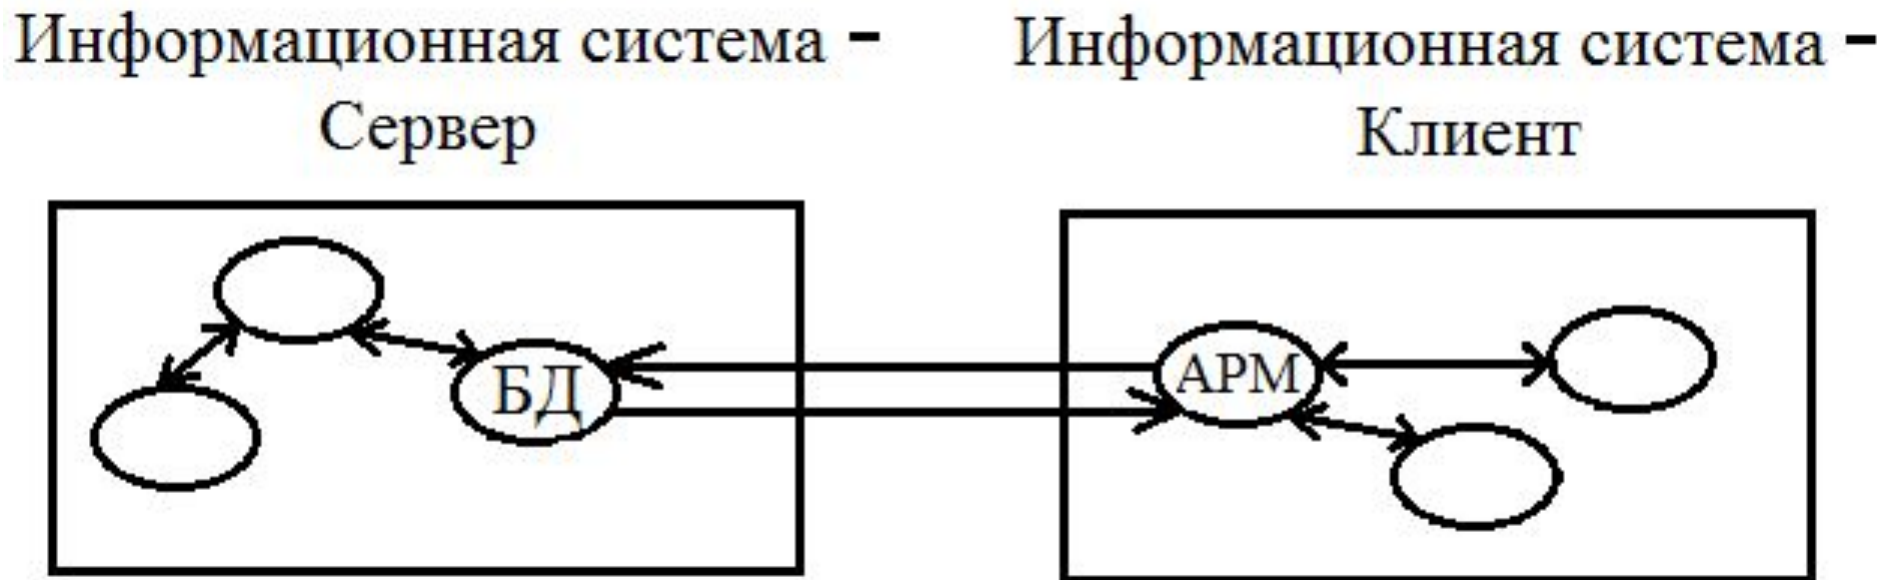 Информационная система -
Сервер
Информационная система -
Клиент
БД
АРМ